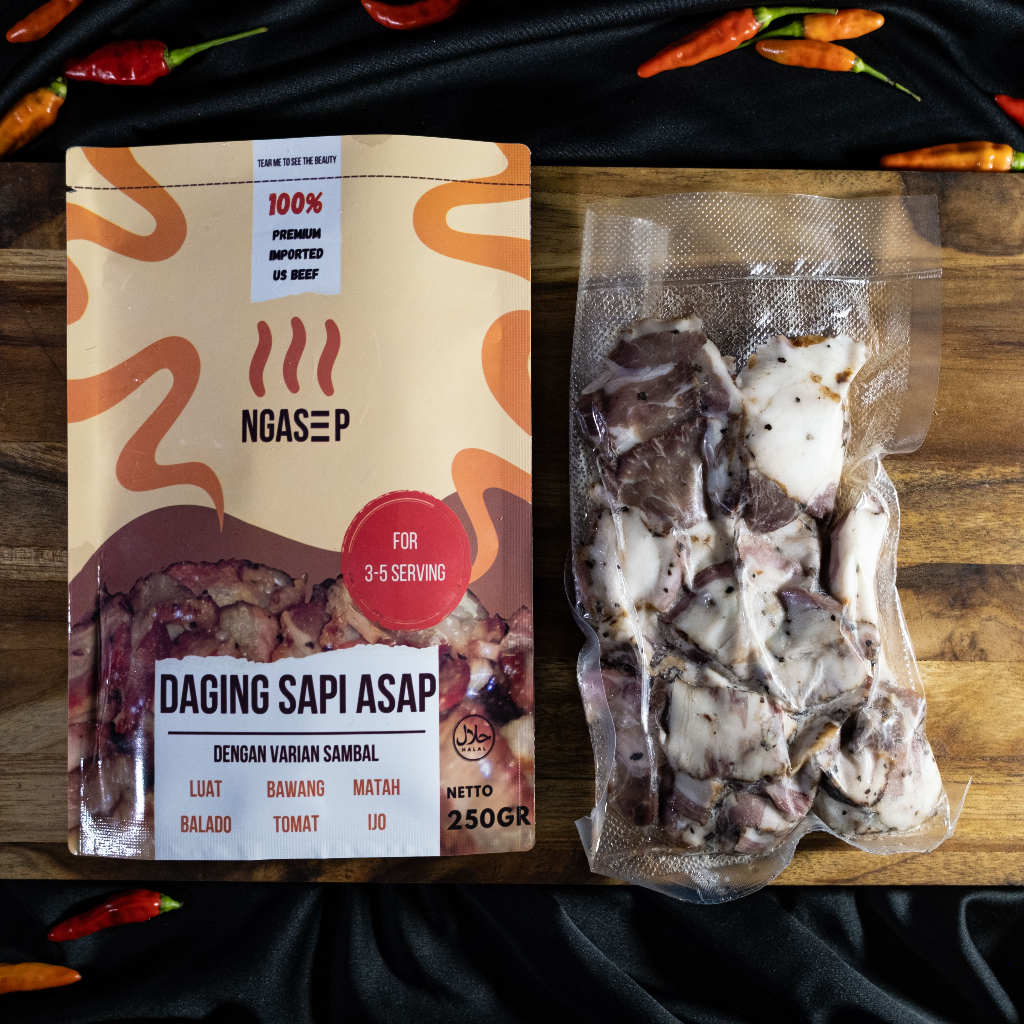 TEAR ME TO SEE THE BEAUTY
100%
PREMIUM
IMPORTED
US BEEF
NGASEP
FOR
3-5 SERVING
DAGING SAPI ASAP
DENGAN VARIAN SAMBAL
LUAT BAWANG MATAH
BALADO TOMAT IJO
حلال
HALAL
NETTO
250GR